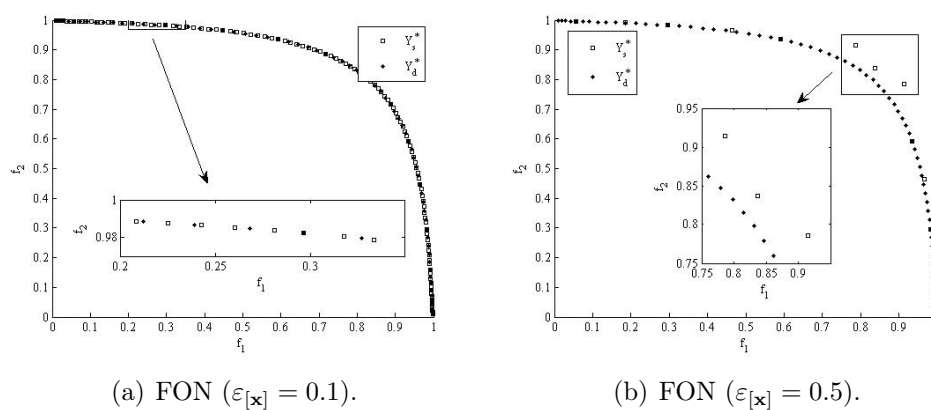 1
0.9
0.8
0.7
0.6
0.5
0.4
0.3
0.2
0.1
0
f₂
0 0.1 0.2 0.3 0.4 0.5 0.6 0.7 0.8 0.9 1
f₁
Yₛ*
Y_d*
1
0.98
f₂
0.2 0.25 0.3
f₁
(a) FON (ε[x] = 0.1).
1
0.9
0.8
0.7
0.6
0.5
0.4
0.3
0.2
0.1
0
f₂
0 0.1 0.2 0.3 0.4 0.5 0.6 0.7 0.8 0.9
f₁
Yₛ*
Y_d*
0.95
0.9
0.85
0.8
0.75
f₂
0.75 0.8 0.85 0.9
f₁
(b) FON (ε[x] = 0.5).